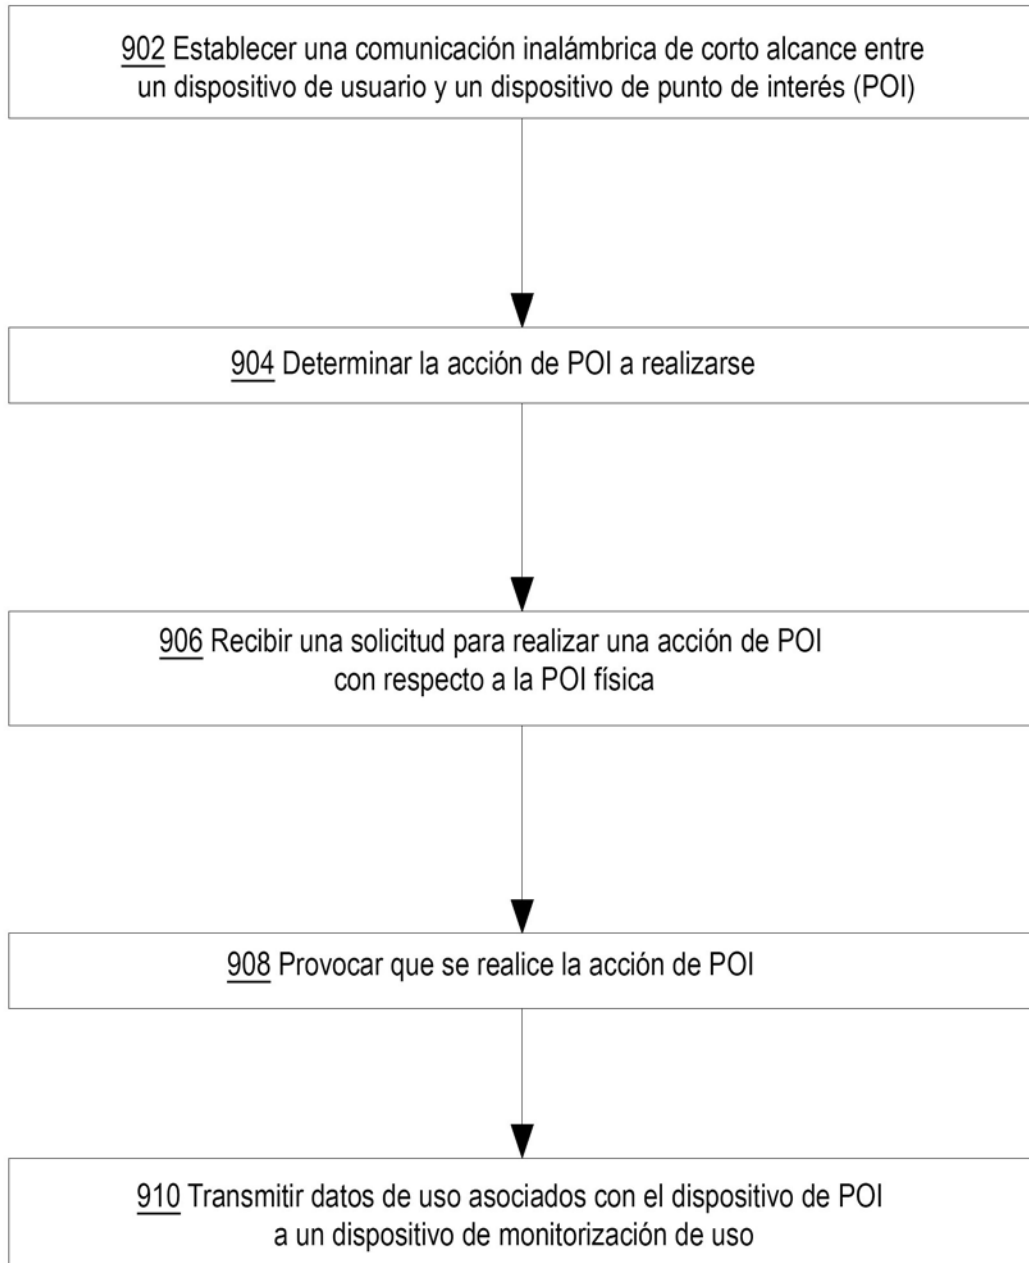 902 Establecer una comunicación inalámbrica de corto alcance entre
un dispositivo de usuario y un dispositivo de punto de interés (POI)
904 Determinar la acción de POI a realizarse
906 Recibir una solicitud para realizar una acción de POI
con respecto a la POI física
908 Provocar que se realice la acción de POI
910 Transmitir datos de uso asociados con el dispositivo de POI
a un dispositivo de monitorización de uso